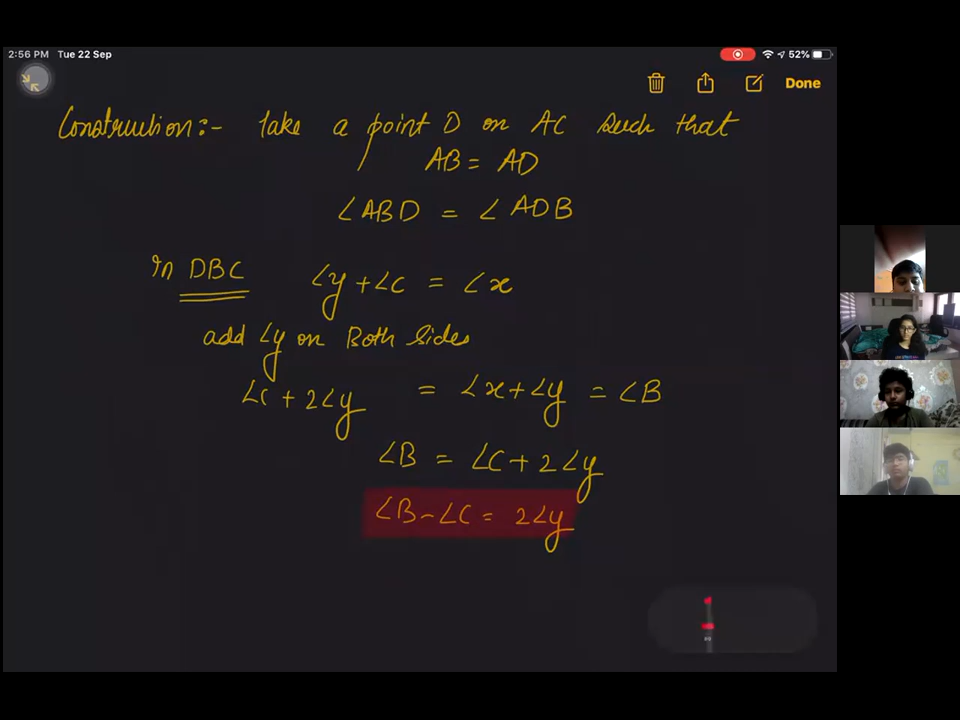 2:56 PM Tue 22 Sep
52%
Done
Construction:- Take a point D on AC such that
AB = AD
∠ABD = ∠ADB
In DBC ∠y + ∠C = ∠x
add ∠y on Both Sides
∠C + 2∠y = ∠x + ∠y = ∠B
∠B = ∠C + 2∠y
∠B - ∠C = 2∠y